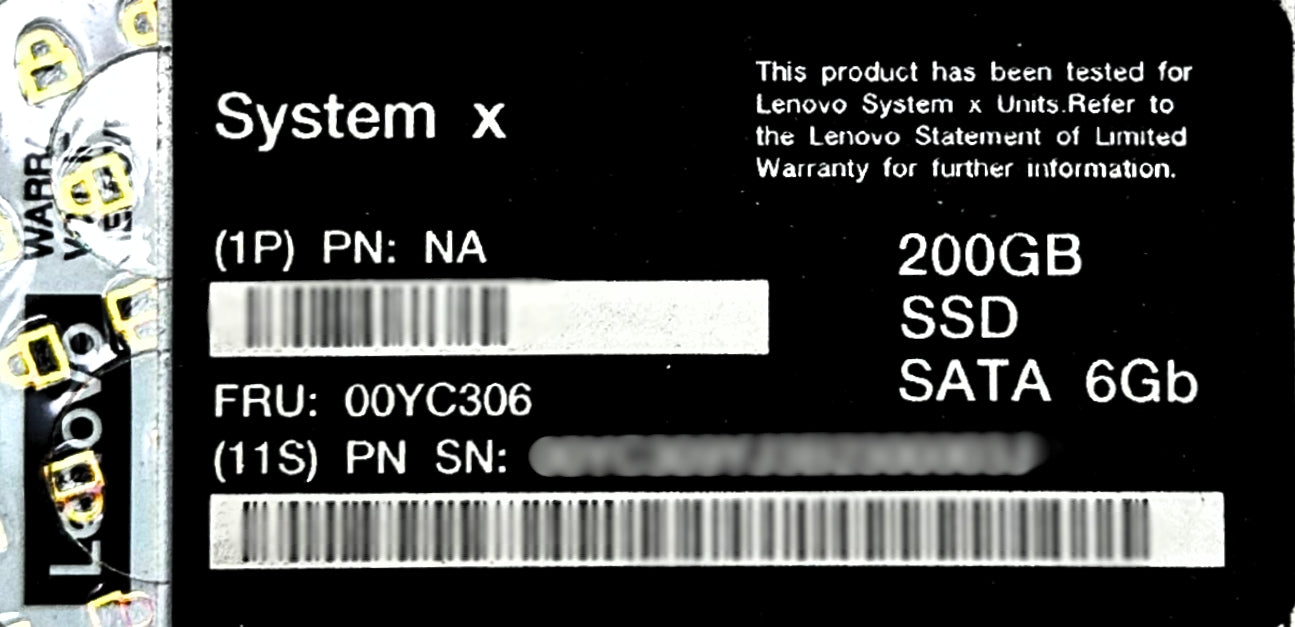 System x
This product has been tested for
Lenovo System x Units.Refer to
the Lenovo Statement of Limited
Warranty for further information.
(1P) PN: NA
200GB
SSD
SATA 6Gb
FRU: 00YC306
(11S) PN SN:
Lenovo